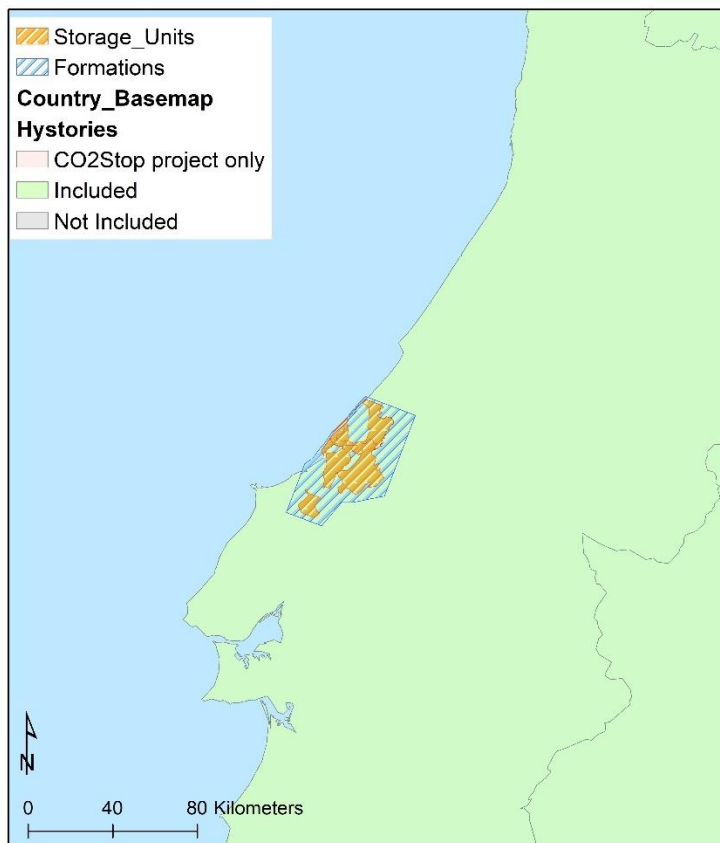 Storage_Units
Formations
Country_Basemap
Hystories
CO2Stop project only
Included
Not Included
N
0 40 80 Kilometers